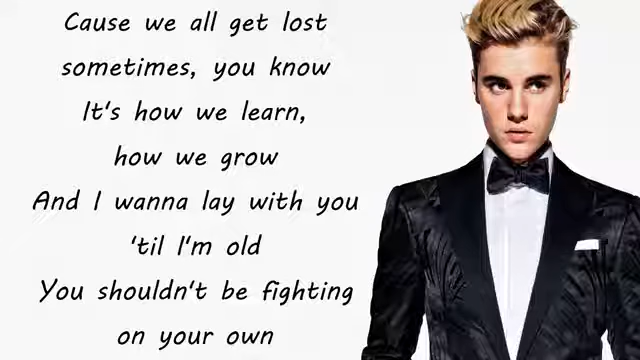 Cause we all get lost
sometimes, you know
It's how we learn,
how we grow
And I wanna lay with you
'til I'm old
You shouldn't be fighting
on your own